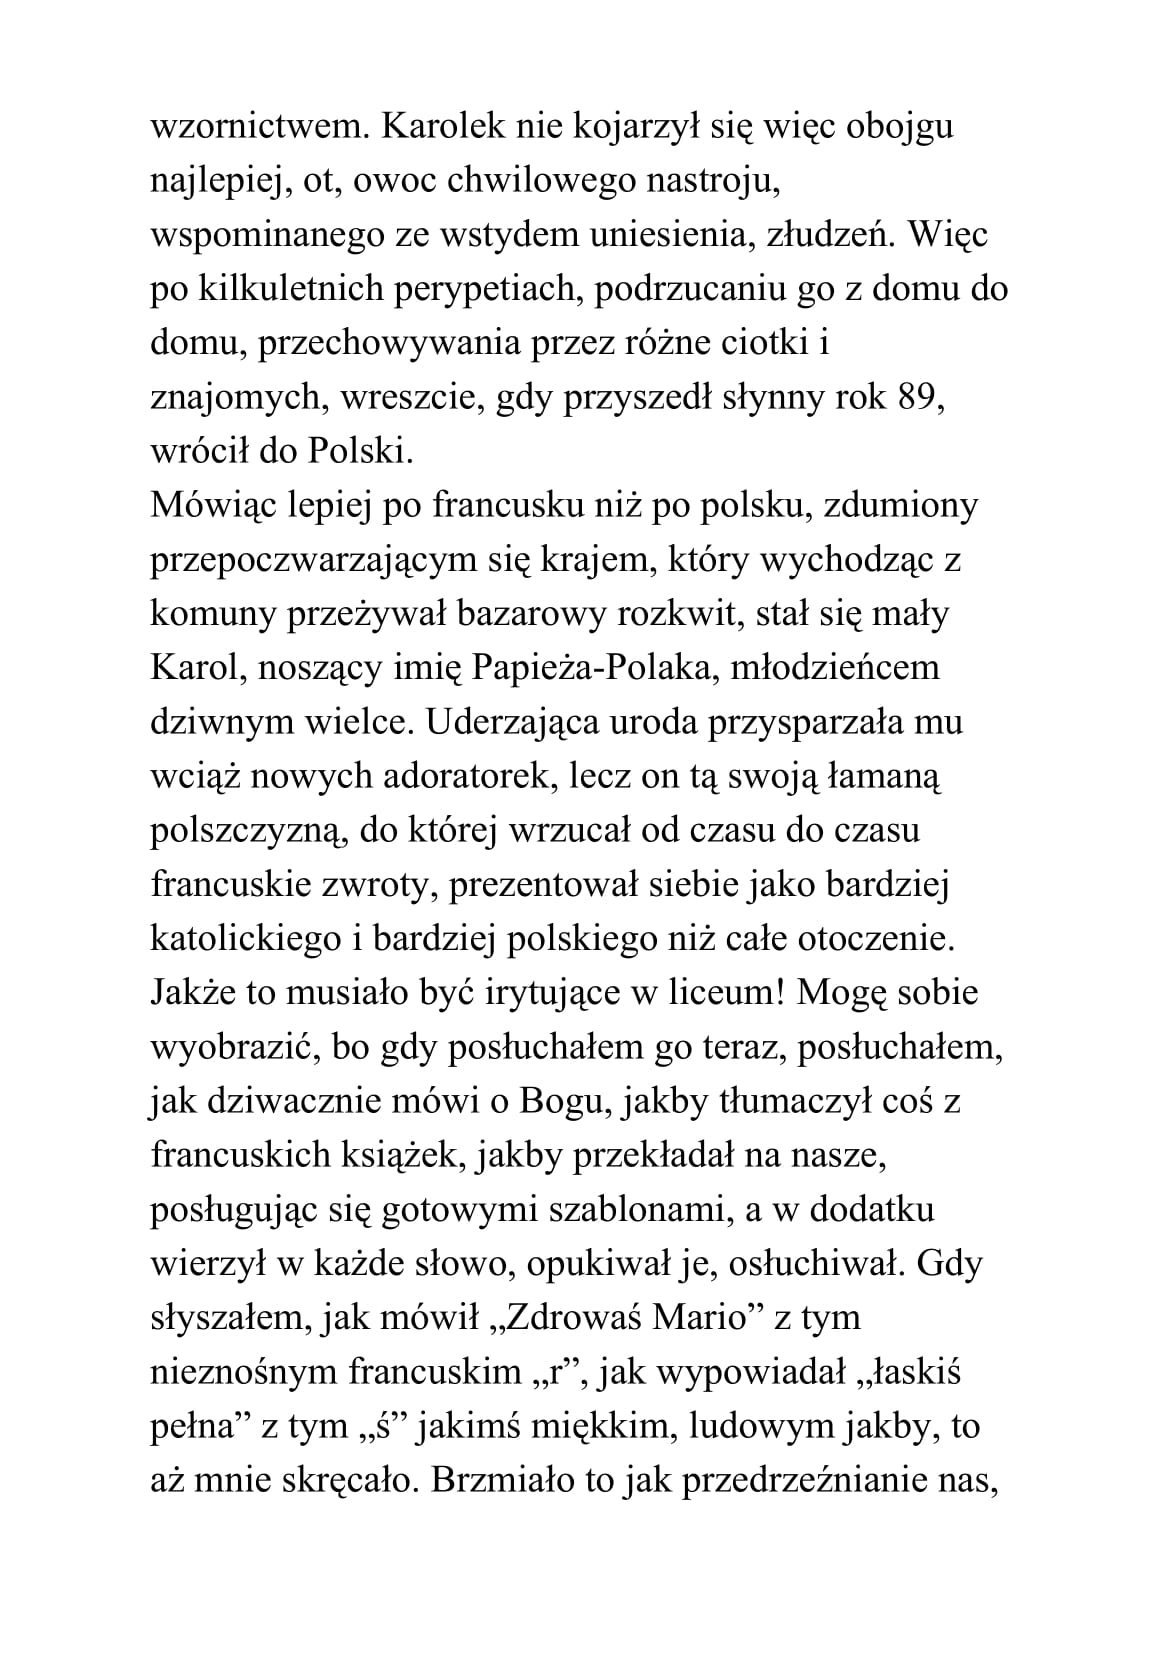 wzornictwem. Karolek nie kojarzył się więc obojgu
najlepiej, ot, owoc chwilowego nastroju,
wspominanego ze wstydem uniesienia, złudzeń. Więc
po kilkuletnich perypetiach, podrzucaniu go z domu do
domu, przechowywania przez różne ciotki i
znajomych, wreszcie, gdy przyszedł słynny rok 89,
wrócił do Polski.
Mówiąc lepiej po francusku niż po polsku, zdumiony
przepoczwarzającym się krajem, który wychodząc z
komuny przeżywał bazarowy rozkwit, stał się mały
Karol, noszący imię Papieża-Polaka, młodzieńcem
dziwnym wielce. Uderzająca uroda przysparzała mu
wciąż nowych adoratorek, lecz on tą swoją łamaną
polszczyzną, do której wrzucał od czasu do czasu
francuskie zwroty, prezentował siebie jako bardziej
katolickiego i bardziej polskiego niż całe otoczenie.
Jakże to musiało być irytujące w liceum! Mogę sobie
wyobrazić, bo gdy posłuchałem go teraz, posłuchałem,
jak dziwacznie mówi o Bogu, jakby tłumaczył coś z
francuskich książek, jakby przekładał na nasze,
posługując się gotowymi szablonami, a w dodatku
wierzył w każde słowo, opukiwał je, osłuchiwał. Gdy
słyszałem, jak mówił „Zdrowaś Mario” z tym
nieznośnym francuskim „r”, jak wypowiadał „łaskiś
pełna” z tym „ś” jakimś miękkim, ludowym jakby, to
aż mnie skręcało. Brzmiało to jak przedrzeźnianie nas,